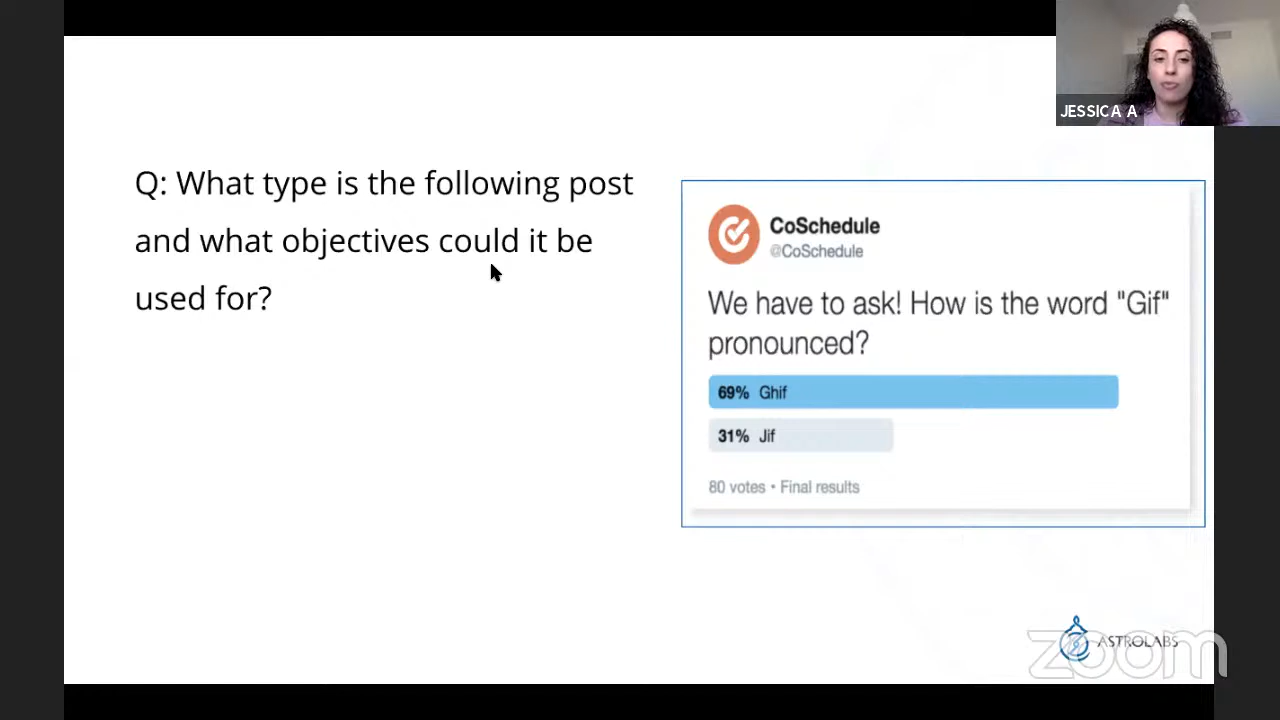 JESSICA A
Q: What type is the following post
and what objectives could it be
used for?
CoSchedule
@CoSchedule
We have to ask! How is the word "Gif"
pronounced?
69% Ghif
31% Jif
80 votes • Final results
ASTROLABS
zoom